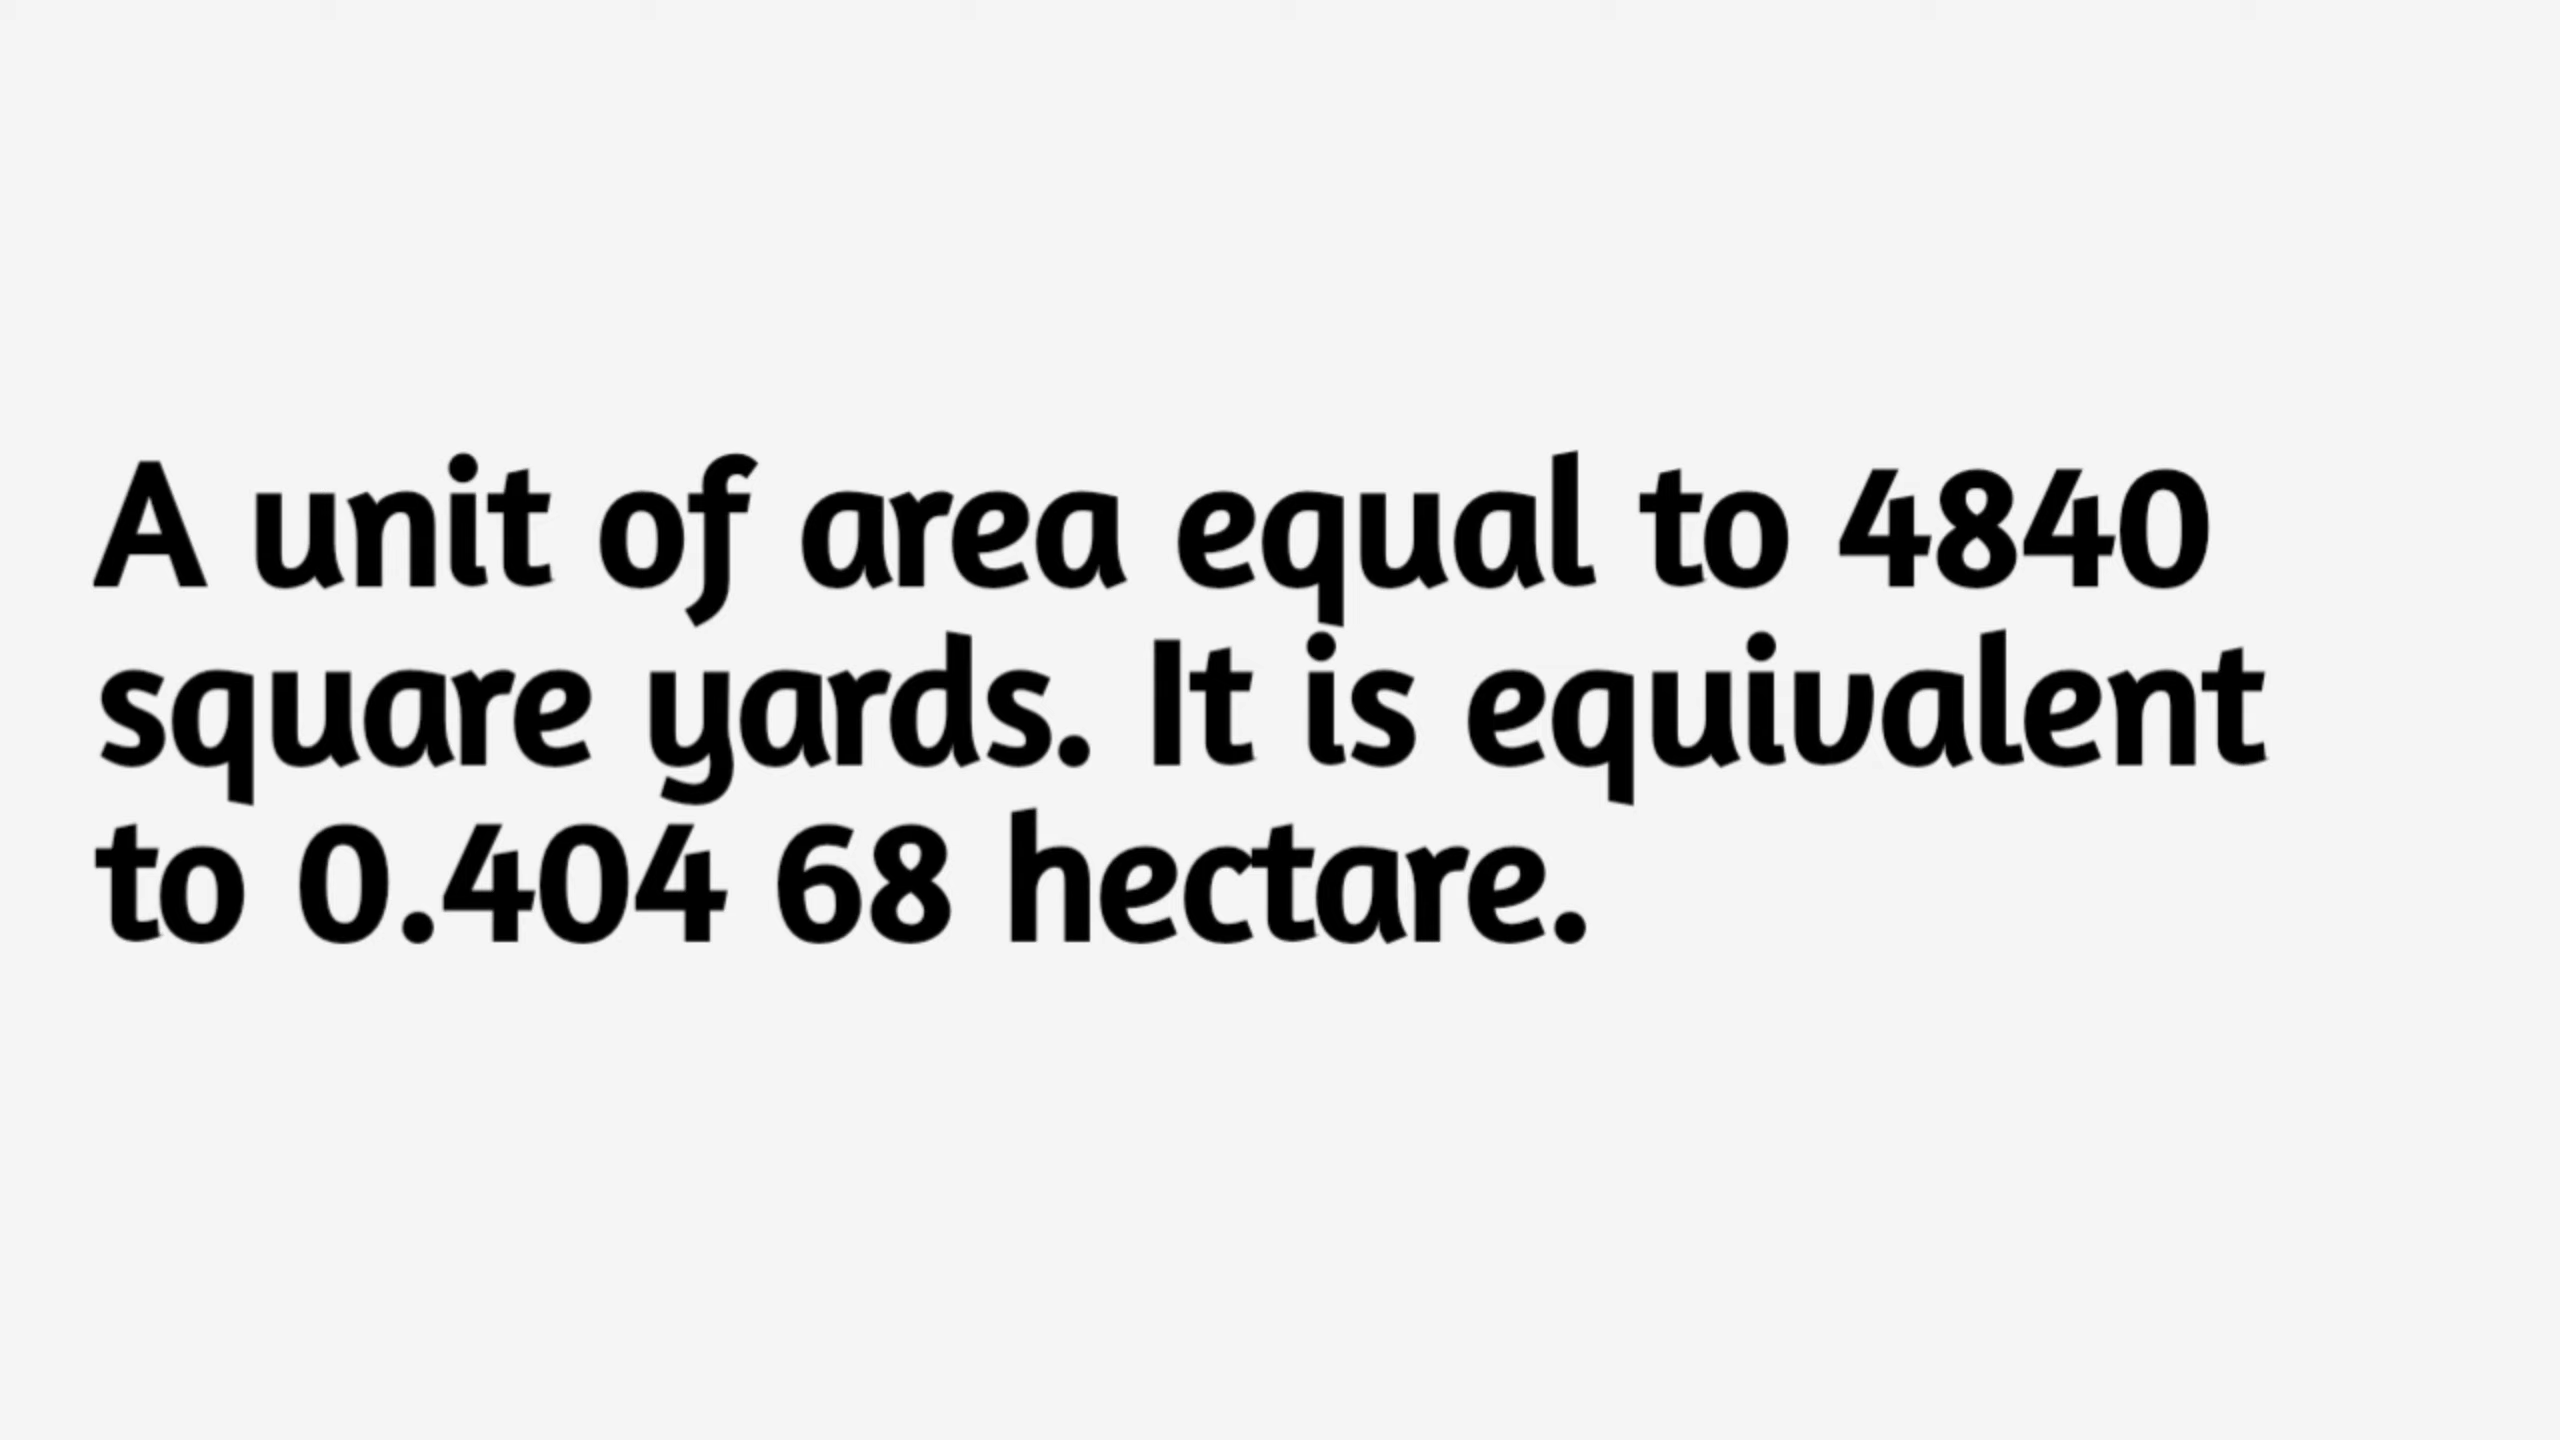 A unit of area equal to 4840
square yards. It is equivalent
to 0.404 68 hectare.